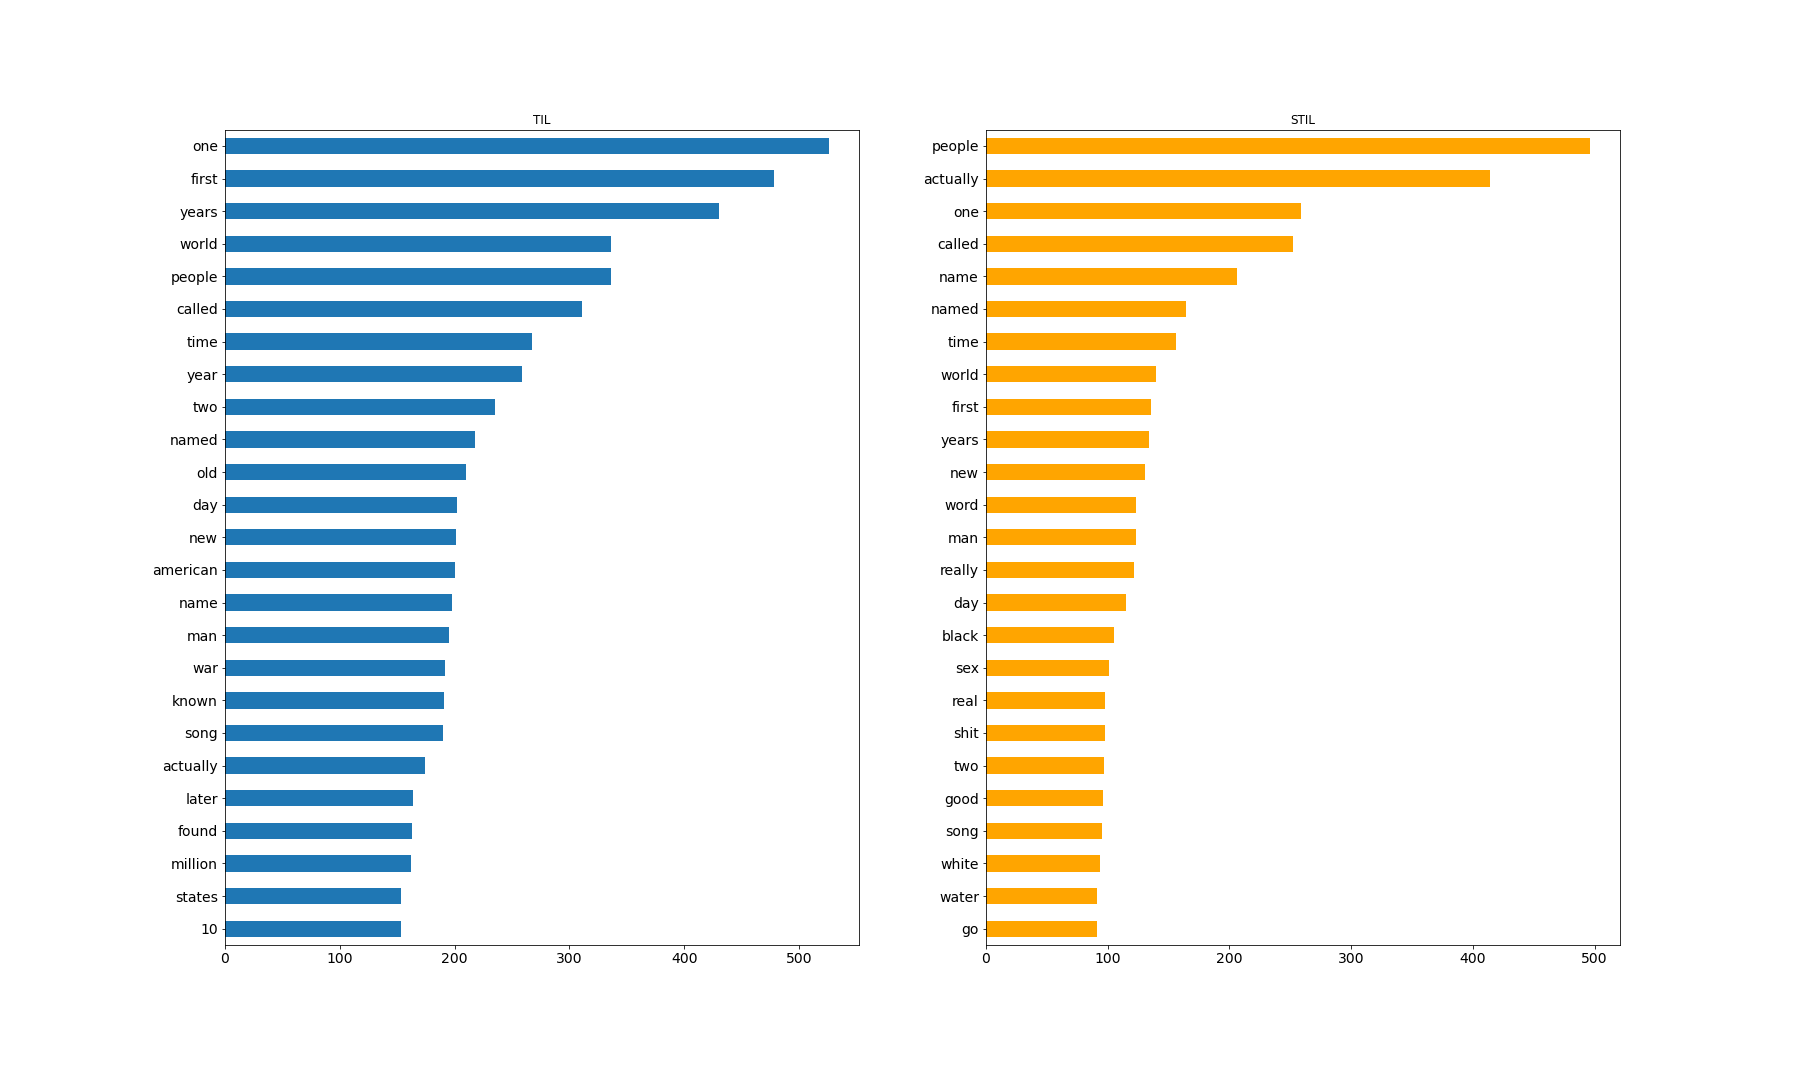 TIL
one
first
years
world
people
called
time
year
two
named
old
day
new
american
name
man
war
known
song
actually
later
found
million
states
10
0 100 200 300 400 500
STIL
people
actually
one
called
name
named
time
world
first
years
new
word
man
really
day
black
sex
real
shit
two
good
song
white
water
go
0 100 200 300 400 500